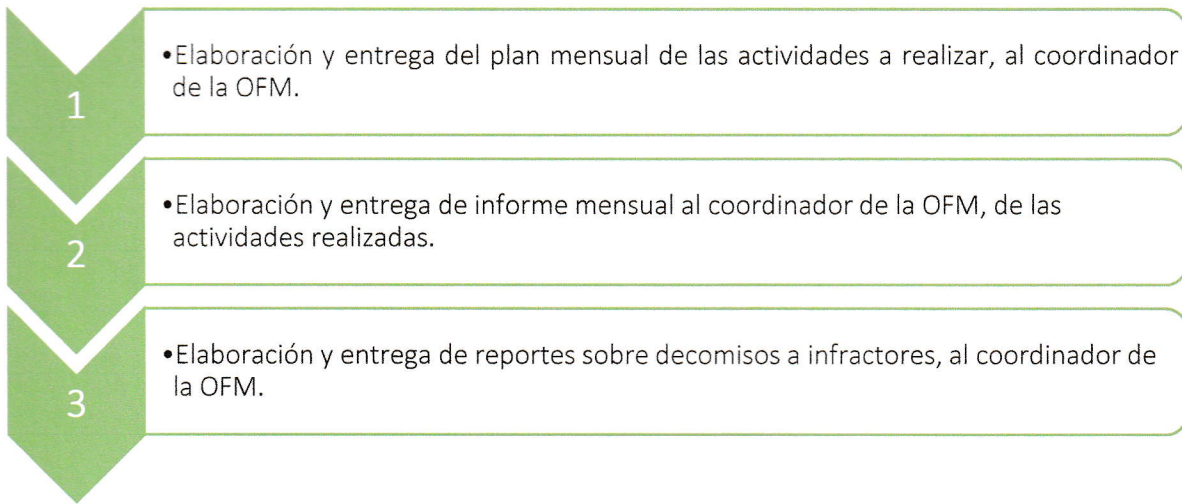 •Elaboración y entrega del plan mensual de las actividades a realizar, al coordinador
de la OFM.
1
•Elaboración y entrega de informe mensual al coordinador de la OFM, de las
actividades realizadas.
2
•Elaboración y entrega de reportes sobre decomisos a infractores, al coordinador de
la OFM.
3